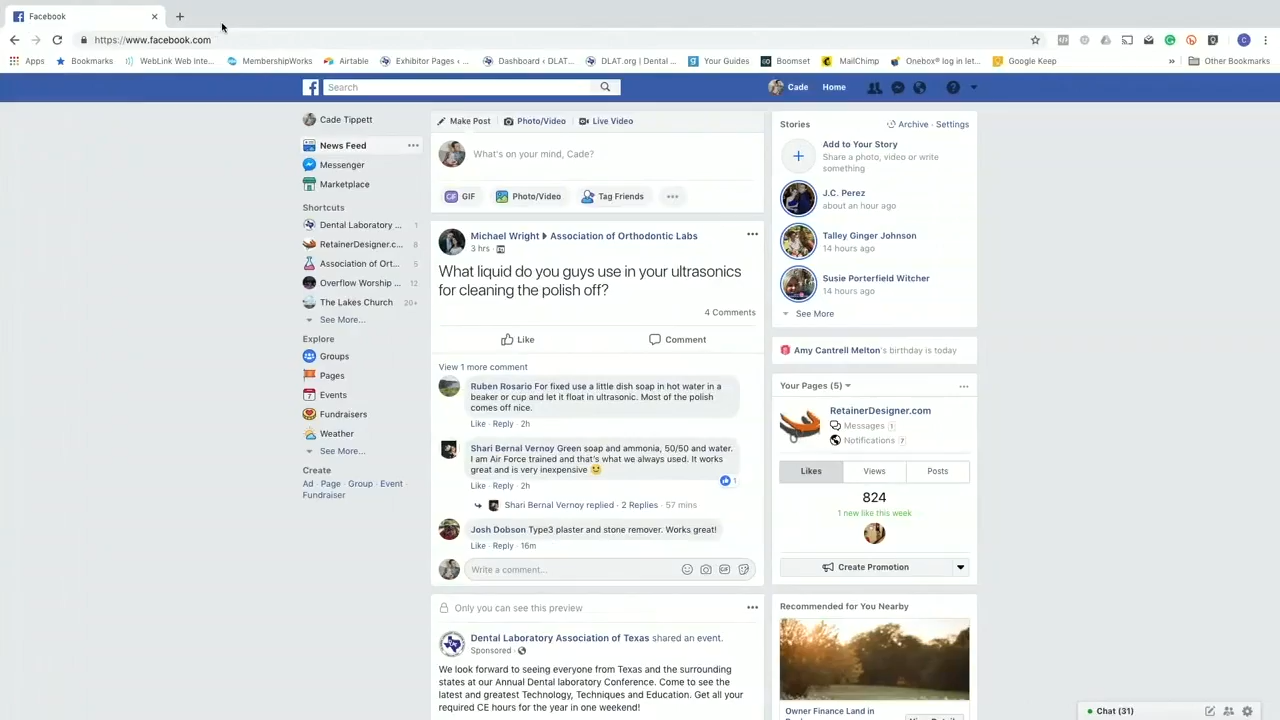 Facebook
https://www.facebook.com
Apps
Bookmarks
WebLink Web Inte...
MembershipWorks
Airtable
Exhibitor Pages ‹ ...
Dashboard ‹ DLAT...
DLAT.org | Dental ...
Your Guides
Boomset
MailChimp
Onebox® log in let...
Google Keep
»
Other Bookmarks
C
Search
Cade
Home
Cade Tippett
News Feed
Messenger
Marketplace
Shortcuts
Dental Laboratory ... 1
RetainerDesigner.c... 8
Association of Ort... 5
Overflow Worship ... 12
The Lakes Church 20+
See More...
Explore
Groups
Pages
Events
Fundraisers
Weather
See More...
Create
Ad · Page · Group · Event ·
Fundraiser
Make Post
Photo/Video
Live Video
What's on your mind, Cade?
GIF
Photo/Video
Tag Friends
Michael Wright ▸ Association of Orthodontic Labs
3 hrs ·
What liquid do you guys use in your ultrasonics
for cleaning the polish off?
4 Comments
Like
Comment
View 1 more comment
Ruben Rosario For fixed use a little dish soap in hot water in a
beaker or cup and let it float in ultrasonic. Most of the polish
comes off nice.
Like · Reply · 2h
Shari Bernal Vernoy Green soap and ammonia, 50/50 and water.
I am Air Force trained and that's what we always used. It works
great and is very inexpensive 😀
1
Like · Reply · 2h
Shari Bernal Vernoy replied · 2 Replies · 57 mins
Josh Dobson Type3 plaster and stone remover. Works great!
Like · Reply · 16m
Write a comment...
Only you can see this preview
Dental Laboratory Association of Texas shared an event.
Sponsored ·
We look forward to seeing everyone from Texas and the surrounding
states at our Annual Dental laboratory Conference. Come to see the
latest and greatest Technology, Techniques and Education. Get all your
required CE hours for the year in one weekend!
Stories
Archive · Settings
Add to Your Story
Share a photo, video or write
something
J.C. Perez
about an hour ago
Talley Ginger Johnson
14 hours ago
Susie Porterfield Witcher
14 hours ago
See More
Amy Cantrell Melton's birthday is today
Your Pages (5)
RetainerDesigner.com
Messages 1
Notifications 7
Likes
Views
Posts
824
1 new like this week
Create Promotion
Recommended for You Nearby
Owner Finance Land in
Chat (31)